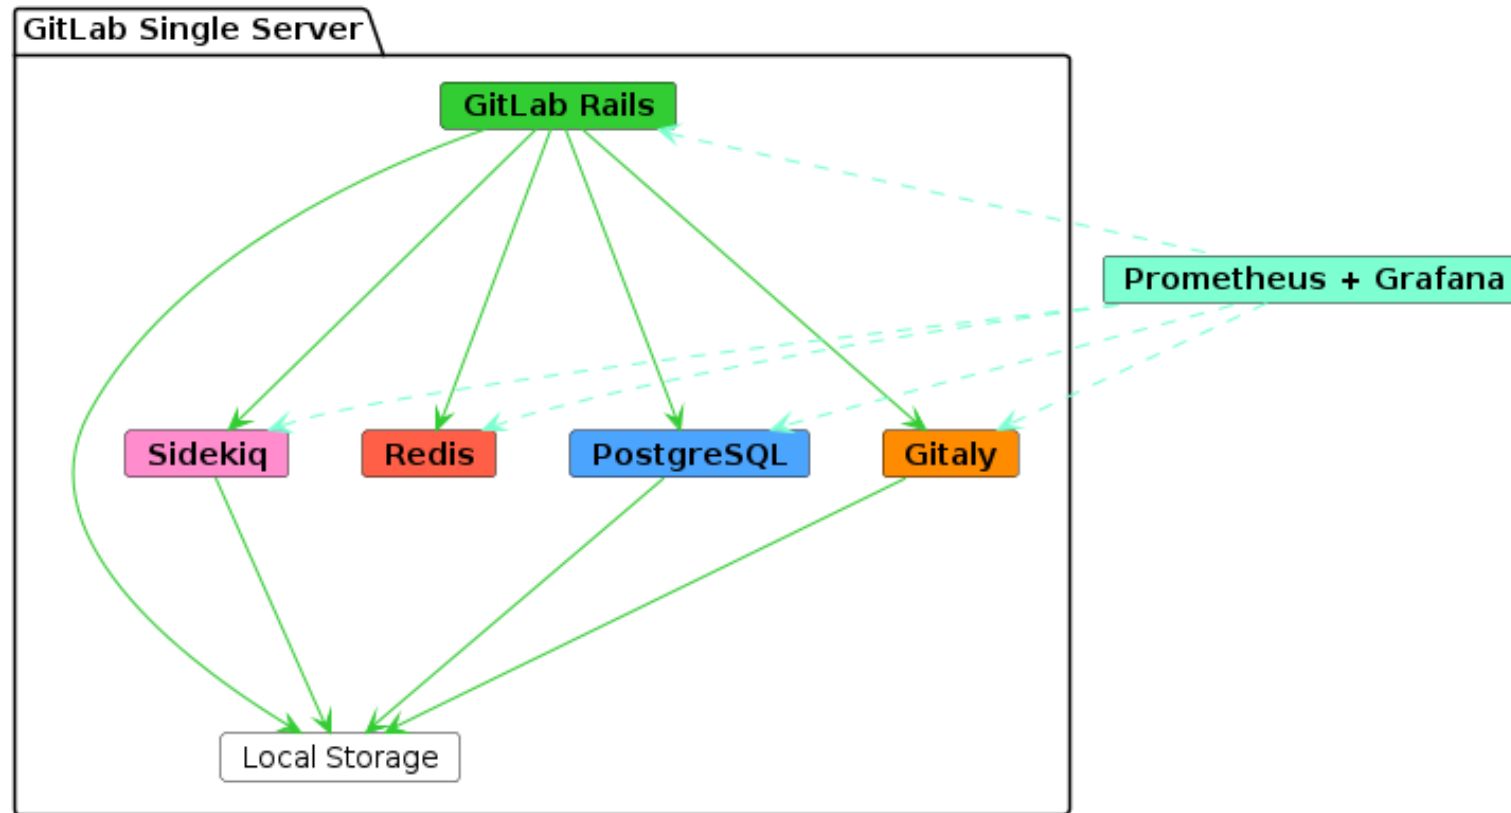 GitLab Single Server
GitLab Rails
Prometheus + Grafana
Sidekiq
Redis
PostgreSQL
Gitaly
Local Storage